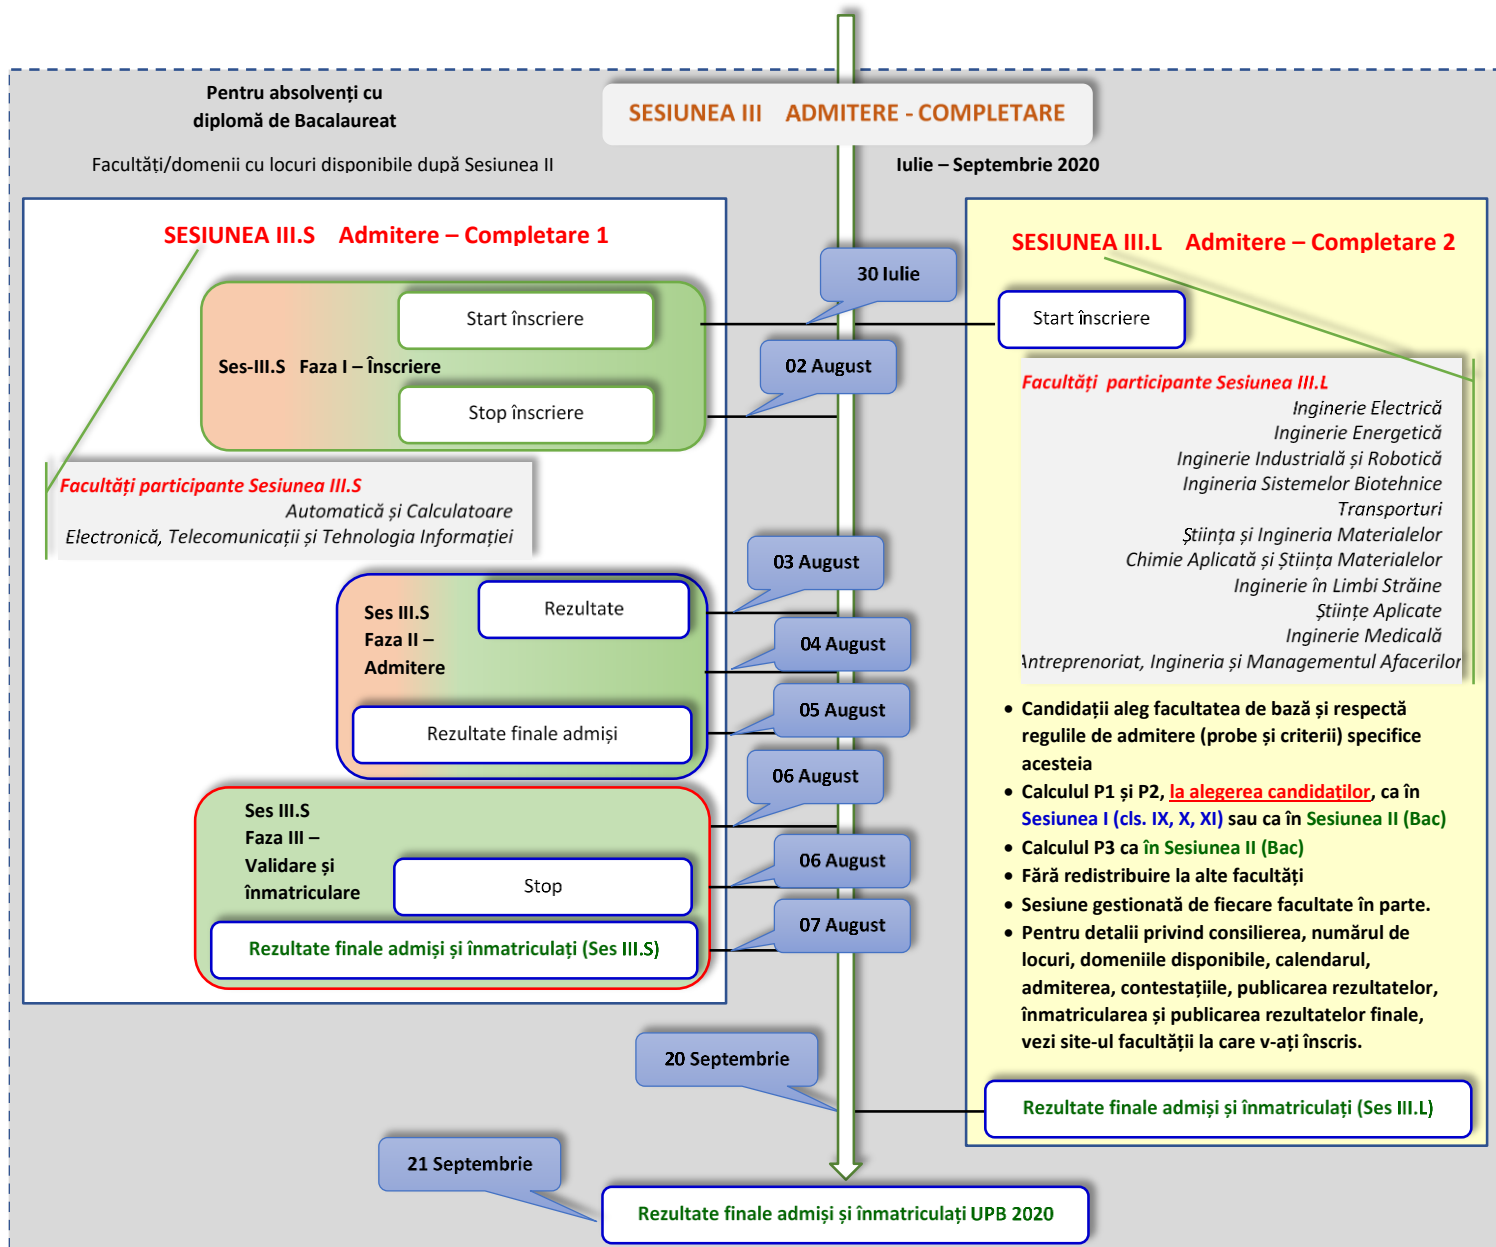 Pentru absolvenți cu
diplomă de Bacalaureat
SESIUNEA III ADMITERE - COMPLETARE
Facultăți/domenii cu locuri disponibile după Sesiunea II
Iulie – Septembrie 2020
SESIUNEA III.S Admitere – Completare 1
30 Iulie
Start înscriere
Ses-III.S Faza I – Înscriere
02 August
Stop înscriere
Facultăți participante Sesiunea III.S
Automatică și Calculatoare
Electronică, Telecomunicații și Tehnologia Informației
03 August
Rezultate
Ses III.S
Faza II –
Admitere
04 August
05 August
Rezultate finale admiși
06 August
Ses III.S
Faza III –
Validare și
înmatriculare
06 August
Stop
07 August
Rezultate finale admiși și înmatriculați (Ses III.S)
SESIUNEA III.L Admitere – Completare 2
Start înscriere
Facultăți participante Sesiunea III.L
Inginerie Electrică
Inginerie Energetică
Inginerie Industrială și Robotică
Ingineria Sistemelor Biotehnice
Transporturi
Știința și Ingineria Materialelor
Chimie Aplicată și Știința Materialelor
Inginerie în Limbi Străine
Științe Aplicate
Inginerie Medicală
Antreprenoriat, Ingineria și Managementul Afacerilor
• Candidații aleg facultatea de bază și respectă
regulile de admitere (probe și criterii) specifice
acesteia
• Calculul P1 și P2, la alegerea candidaților, ca în
Sesiunea I (cls. IX, X, XI) sau ca în Sesiunea II (Bac)
• Calculul P3 ca în Sesiunea II (Bac)
• Fără redistribuire la alte facultăți
• Sesiune gestionată de fiecare facultate în parte.
• Pentru detalii privind consilierea, numărul de
locuri, domeniile disponibile, calendarul,
admiterea, contestațiile, publicarea rezultatelor,
înmatricularea și publicarea rezultatelor finale,
vezi site-ul facultății la care v-ați înscris.
20 Septembrie
Rezultate finale admiși și înmatriculați (Ses III.L)
21 Septembrie
Rezultate finale admiși și înmatriculați UPB 2020